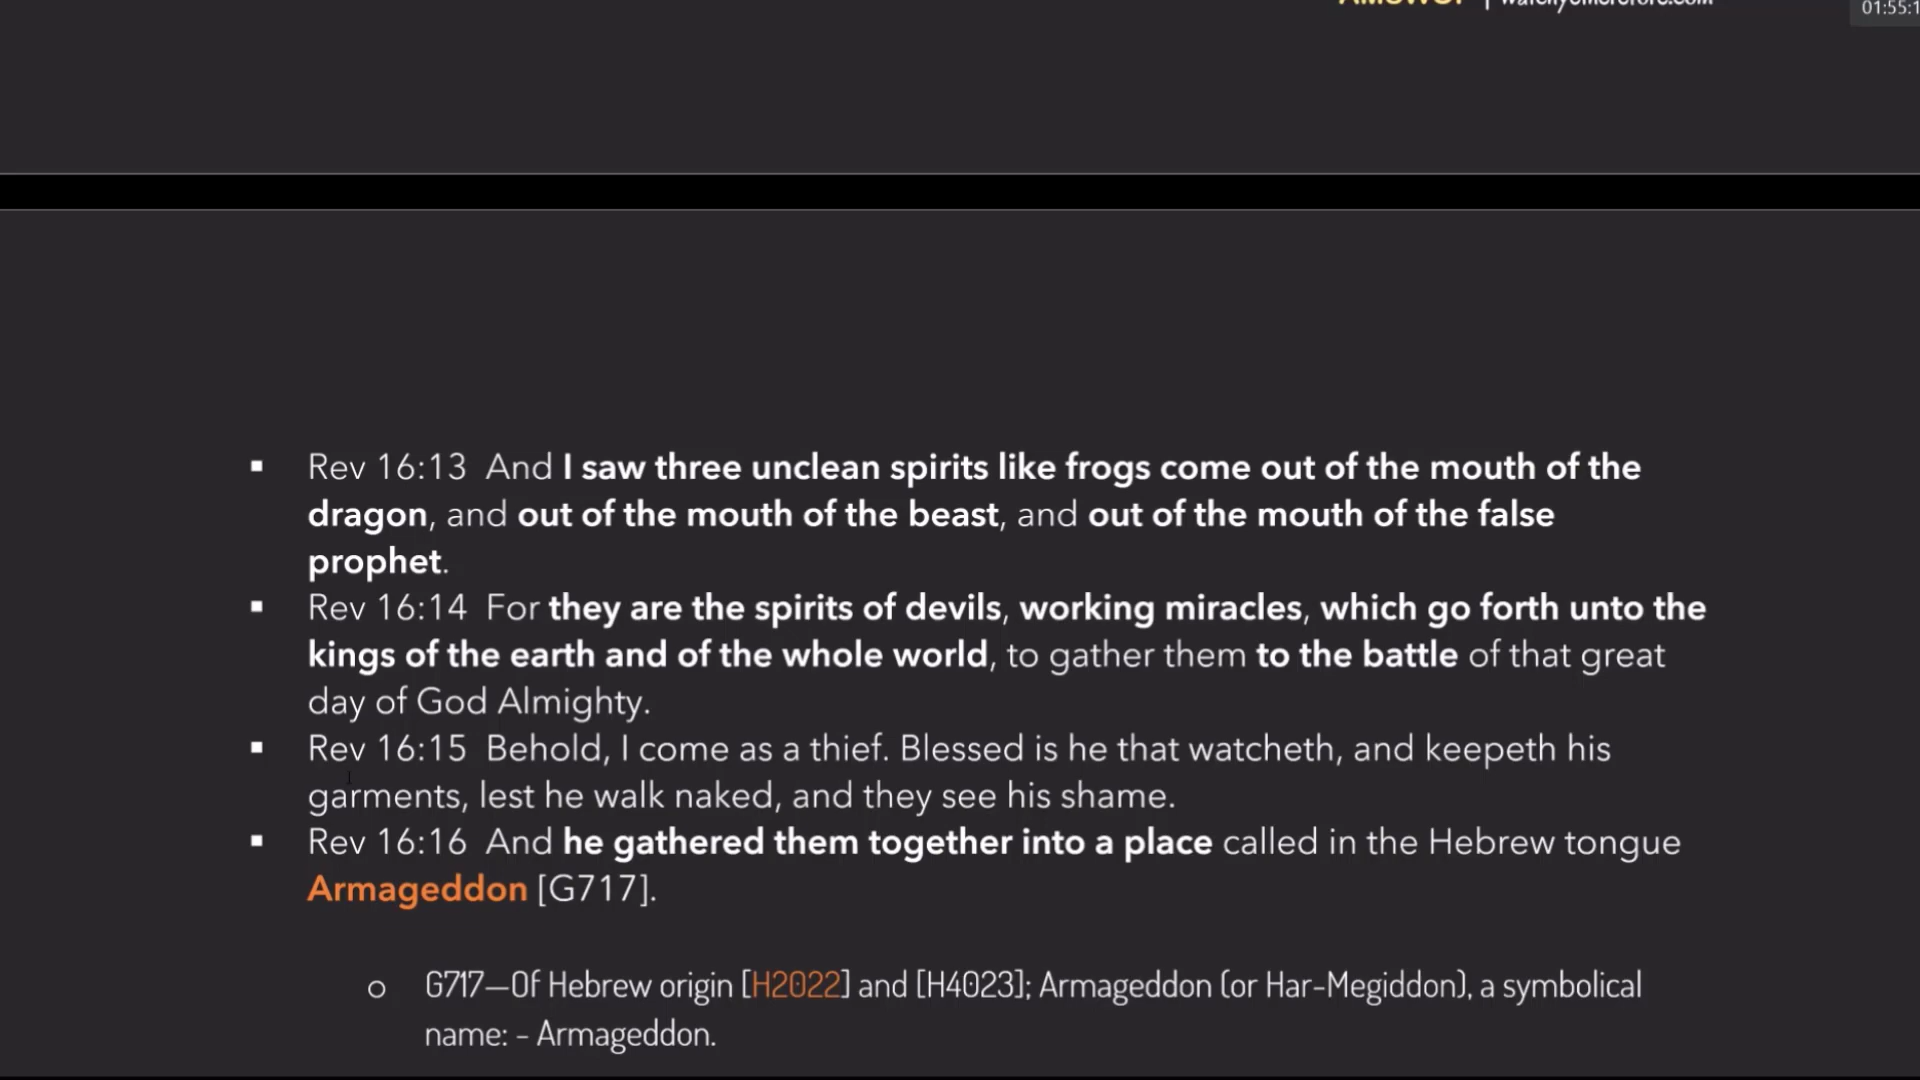 01:55:1
▪ Rev 16:13 And I saw three unclean spirits like frogs come out of the mouth of the
dragon, and out of the mouth of the beast, and out of the mouth of the false
prophet.
▪ Rev 16:14 For they are the spirits of devils, working miracles, which go forth unto the
kings of the earth and of the whole world, to gather them to the battle of that great
day of God Almighty.
▪ Rev 16:15 Behold, I come as a thief. Blessed is he that watcheth, and keepeth his
garments, lest he walk naked, and they see his shame.
▪ Rev 16:16 And he gathered them together into a place called in the Hebrew tongue
Armageddon [G717].
o G717—Of Hebrew origin [H2022] and [H4023]; Armageddon (or Har-Megiddon), a symbolical
name: - Armageddon.